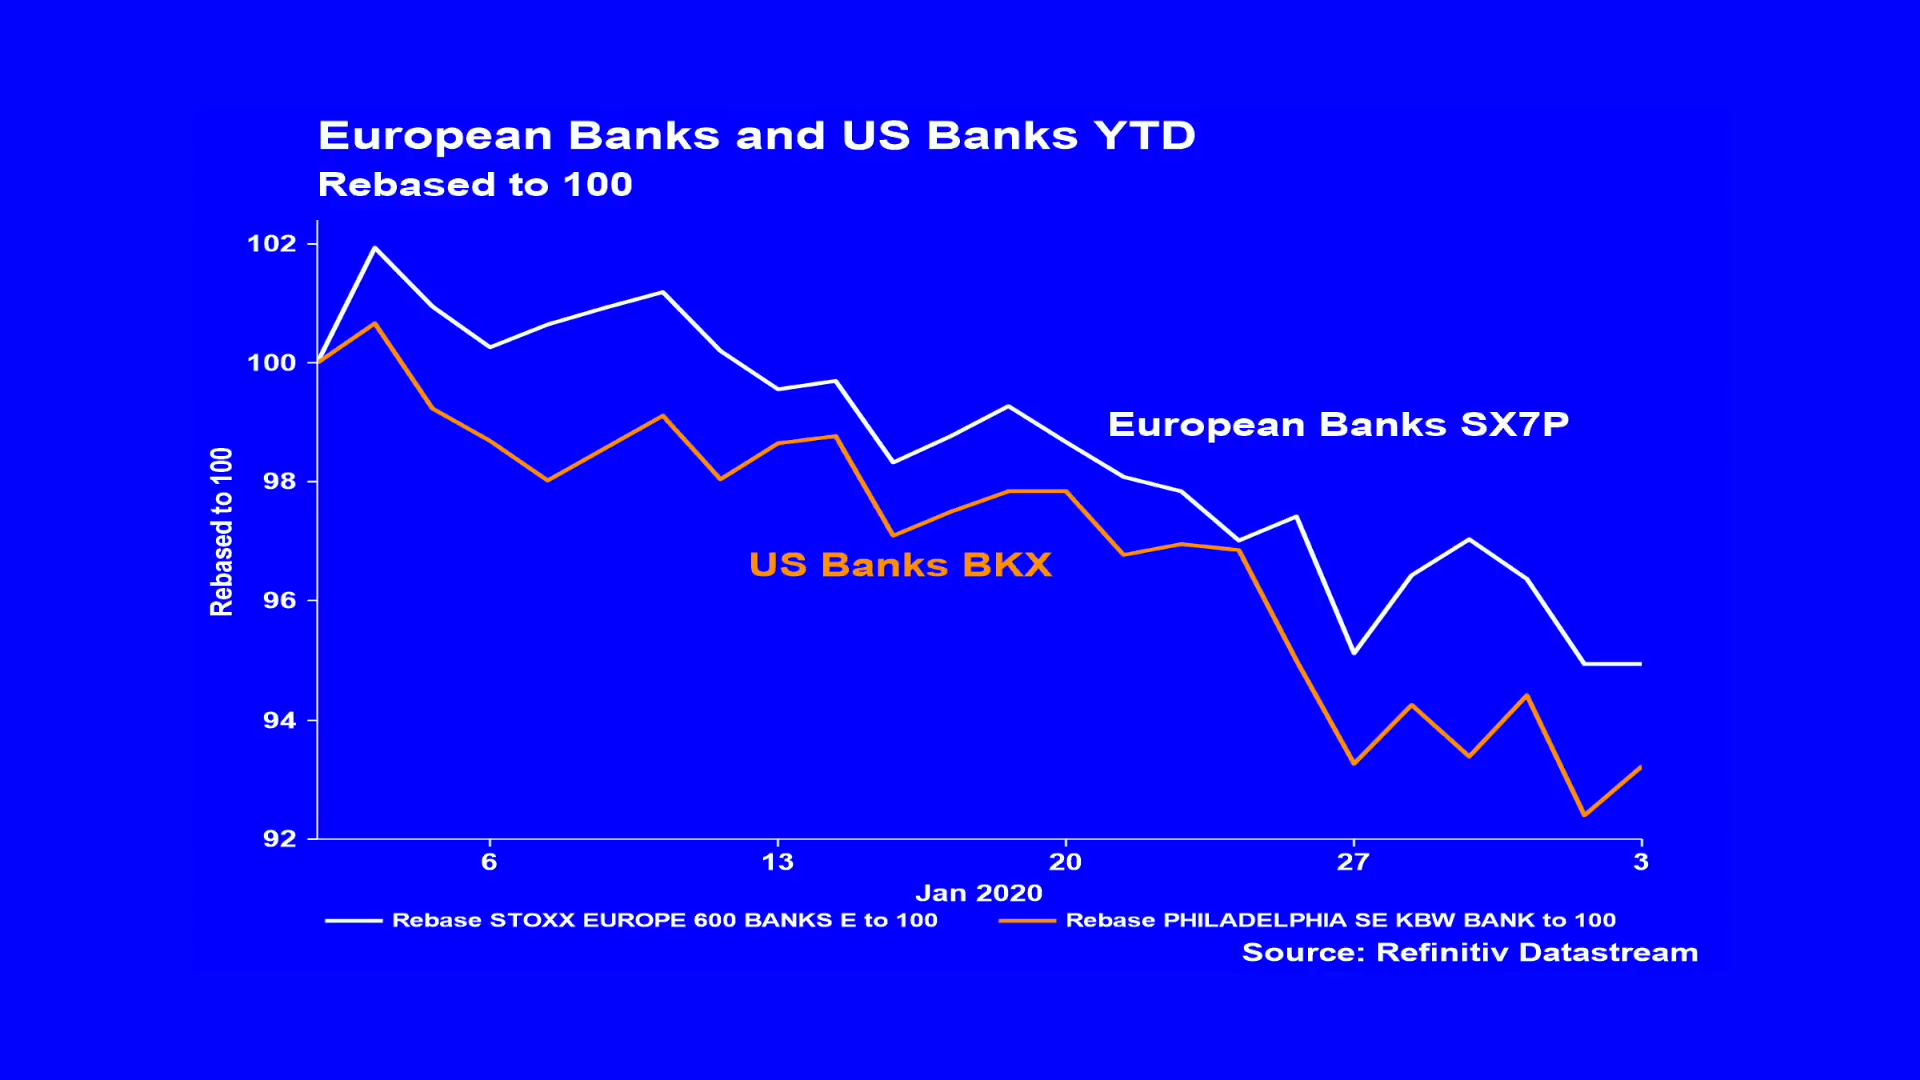 European Banks and US Banks YTD
Rebased to 100
102
100
98
96
94
92
Rebased to 100
European Banks SX7P
US Banks BKX
6 13 20 27 3
Jan 2020
Rebase STOXX EUROPE 600 BANKS E to 100 Rebase PHILADELPHIA SE KBW BANK to 100
Source: Refinitiv Datastream